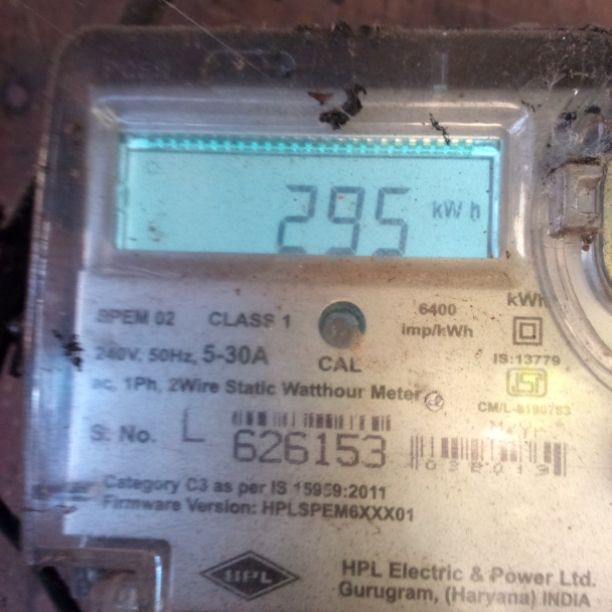 295 kWh
SPEM 02 CLASS 1 6400 imp/kWh kWh
240V, 50Hz, 5-30A CAL IS:13779
ac, 1Ph, 2Wire Static Watthour Meter
CM/L-8190793
S. No. L 626153
Category C3 as per IS 15959:2011
Firmware Version: HPLSPEM6XXX01
HPL HPL Electric & Power Ltd.
Gurugram, (Haryana) INDIA